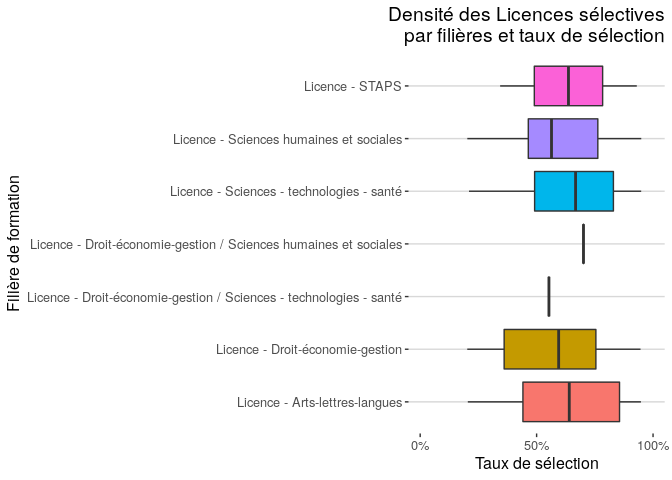 Densité des Licences sélectives
par filières et taux de sélection
Filière de formation
Licence - STAPS
Licence - Sciences humaines et sociales
Licence - Sciences - technologies - santé
Licence - Droit-économie-gestion / Sciences humaines et sociales
Licence - Droit-économie-gestion / Sciences - technologies - santé
Licence - Droit-économie-gestion
Licence - Arts-lettres-langues
0% 50% 100%
Taux de sélection